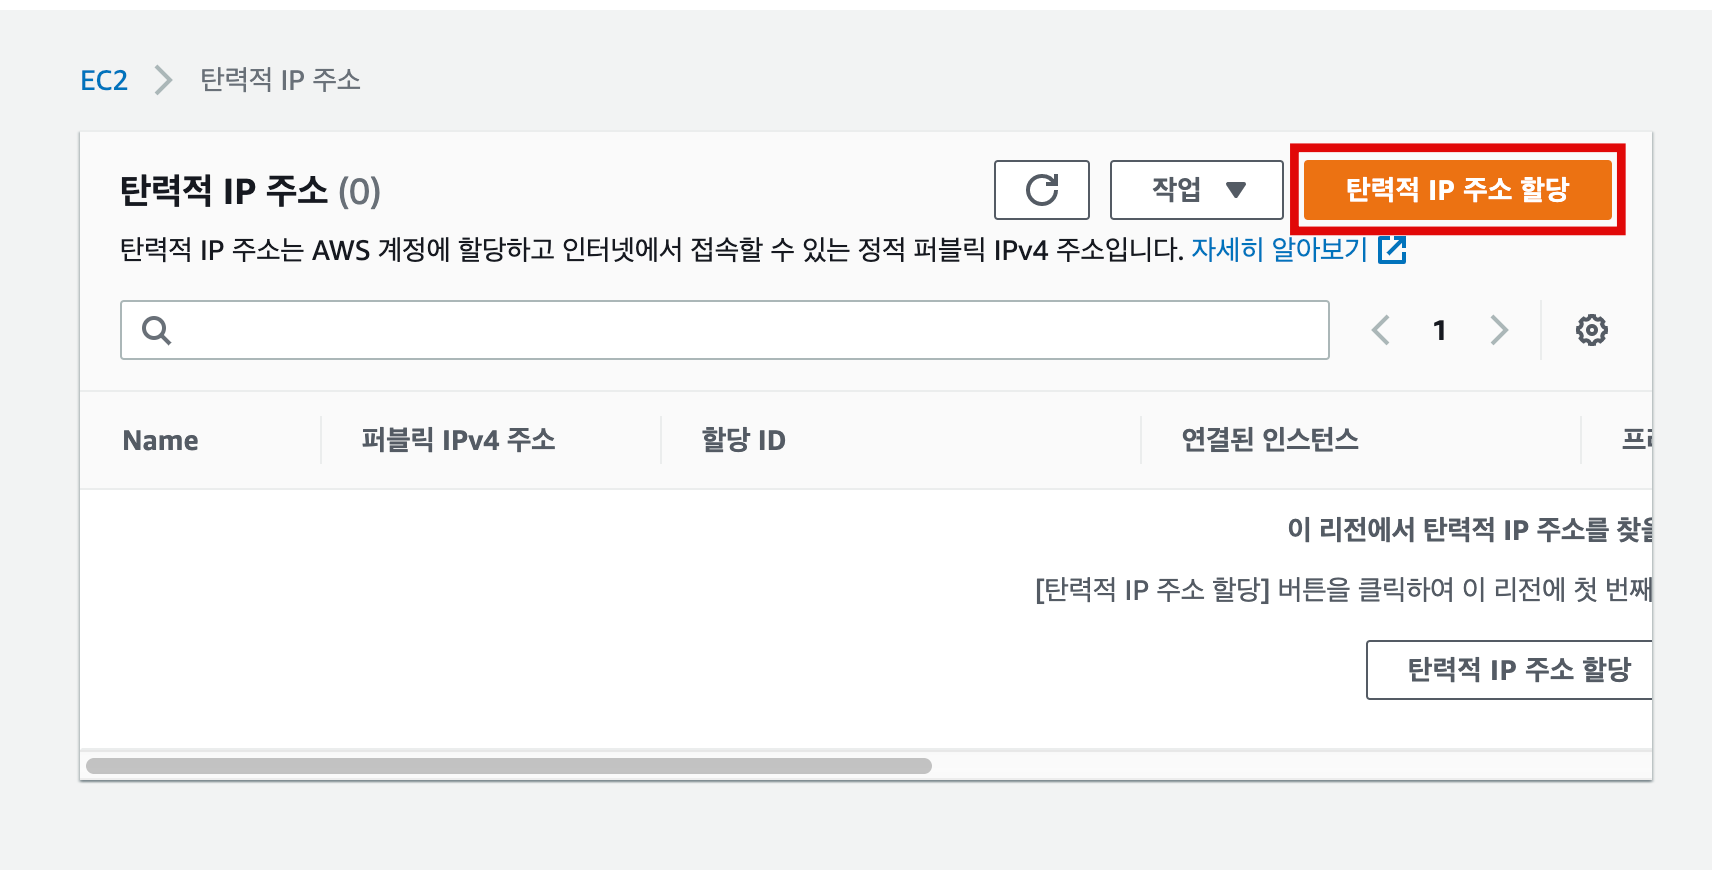 EC2 탄력적 IP 주소
탄력적 IP 주소 (0)
작업
탄력적 IP 주소 할당
탄력적 IP 주소는 AWS 계정에 할당하고 인터넷에서 접속할 수 있는 정적 퍼블릭 IPv4 주소입니다. 자세히 알아보기
1
Name 퍼블릭 IPv4 주소 할당 ID 연결된 인스턴스
이 리전에서 탄력적 IP 주소를
[탄력적 IP 주소 할당] 버튼을 클릭하여 이 리전에 첫 번째
탄력적 IP 주소 할당